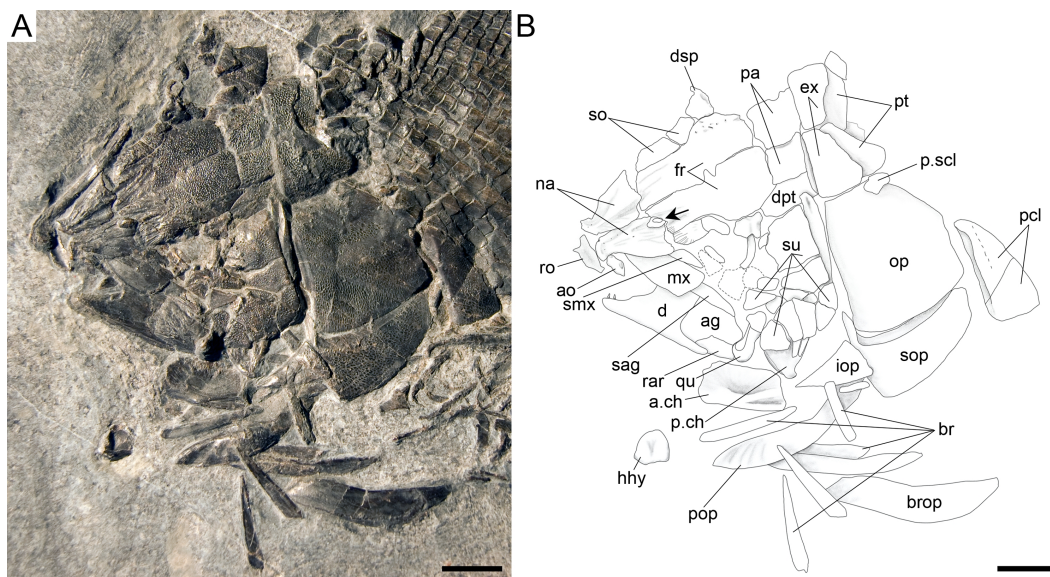 A
B
dsp
pa
ex
pt
so
p.scl
fr
na
dpt
pcl
su
ro
op
mx
ao
smx
d
ag
sop
sag
iop
rar
qu
a.ch
p.ch
br
hhy
pop
brop